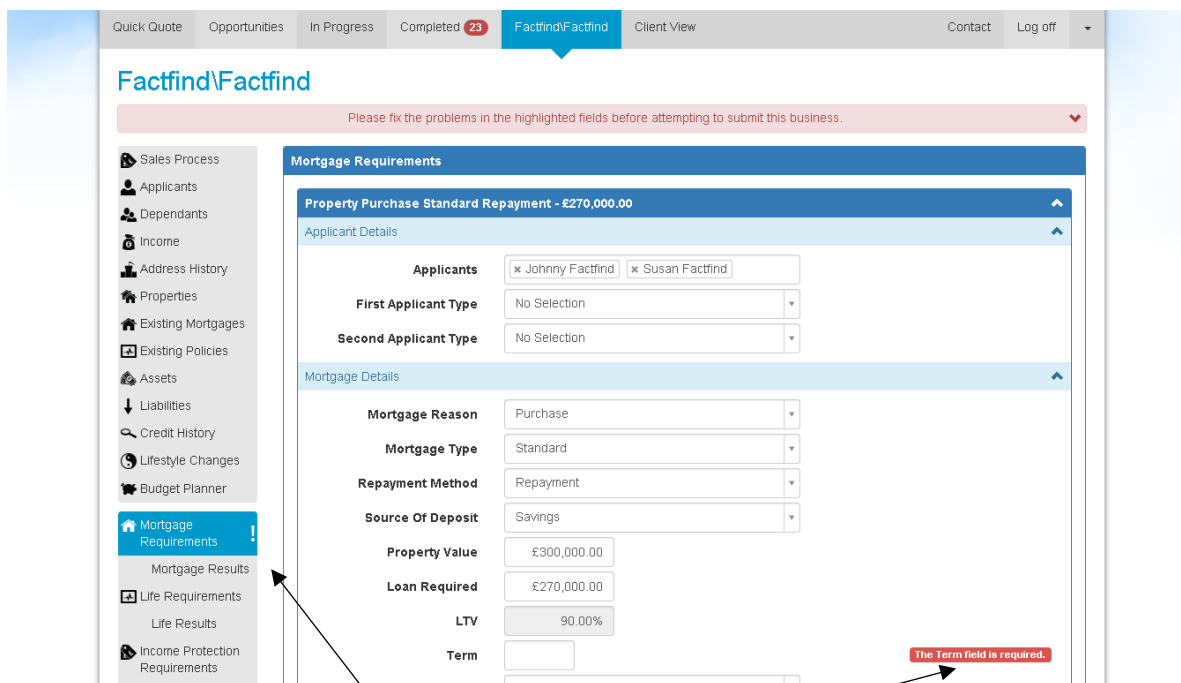 Quick Quote Opportunities In Progress Completed 23 Factfind\Factfind Client View Contact Log off
Factfind\Factfind
Please fix the problems in the highlighted fields before attempting to submit this business.
Sales Process
Applicants
Dependants
Income
Address History
Properties
Existing Mortgages
Existing Policies
Assets
Liabilities
Credit History
Lifestyle Changes
Budget Planner
Mortgage
Requirements !
Mortgage Results
Life Requirements
Life Results
Income Protection
Requirements
Mortgage Requirements
Property Purchase Standard Repayment - £270,000.00
Applicant Details
Applicants × Johnny Factfind × Susan Factfind
First Applicant Type No Selection
Second Applicant Type No Selection
Mortgage Details
Mortgage Reason Purchase
Mortgage Type Standard
Repayment Method Repayment
Source Of Deposit Savings
Property Value £300,000.00
Loan Required £270,000.00
LTV 90.00%
Term The Term field is required.